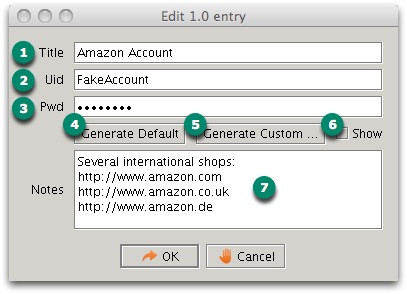 Edit 1.0 entry
1 Title Amazon Account
2 Uid FakeAccount
3 Pwd ••••••••
4 Generate Default 5 Generate Custom ... 6 Show
Several international shops:
http://www.amazon.com
Notes http://www.amazon.co.uk 7
http://www.amazon.de
OK Cancel